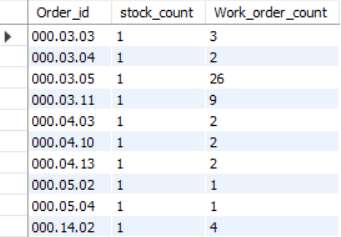 Order_id stock_count Work_order_count
000.03.03 1 3
000.03.04 1 2
000.03.05 1 26
000.03.11 1 9
000.04.03 1 2
000.04.10 1 2
000.04.13 1 2
000.05.02 1 1
000.05.04 1 1
000.14.02 1 4